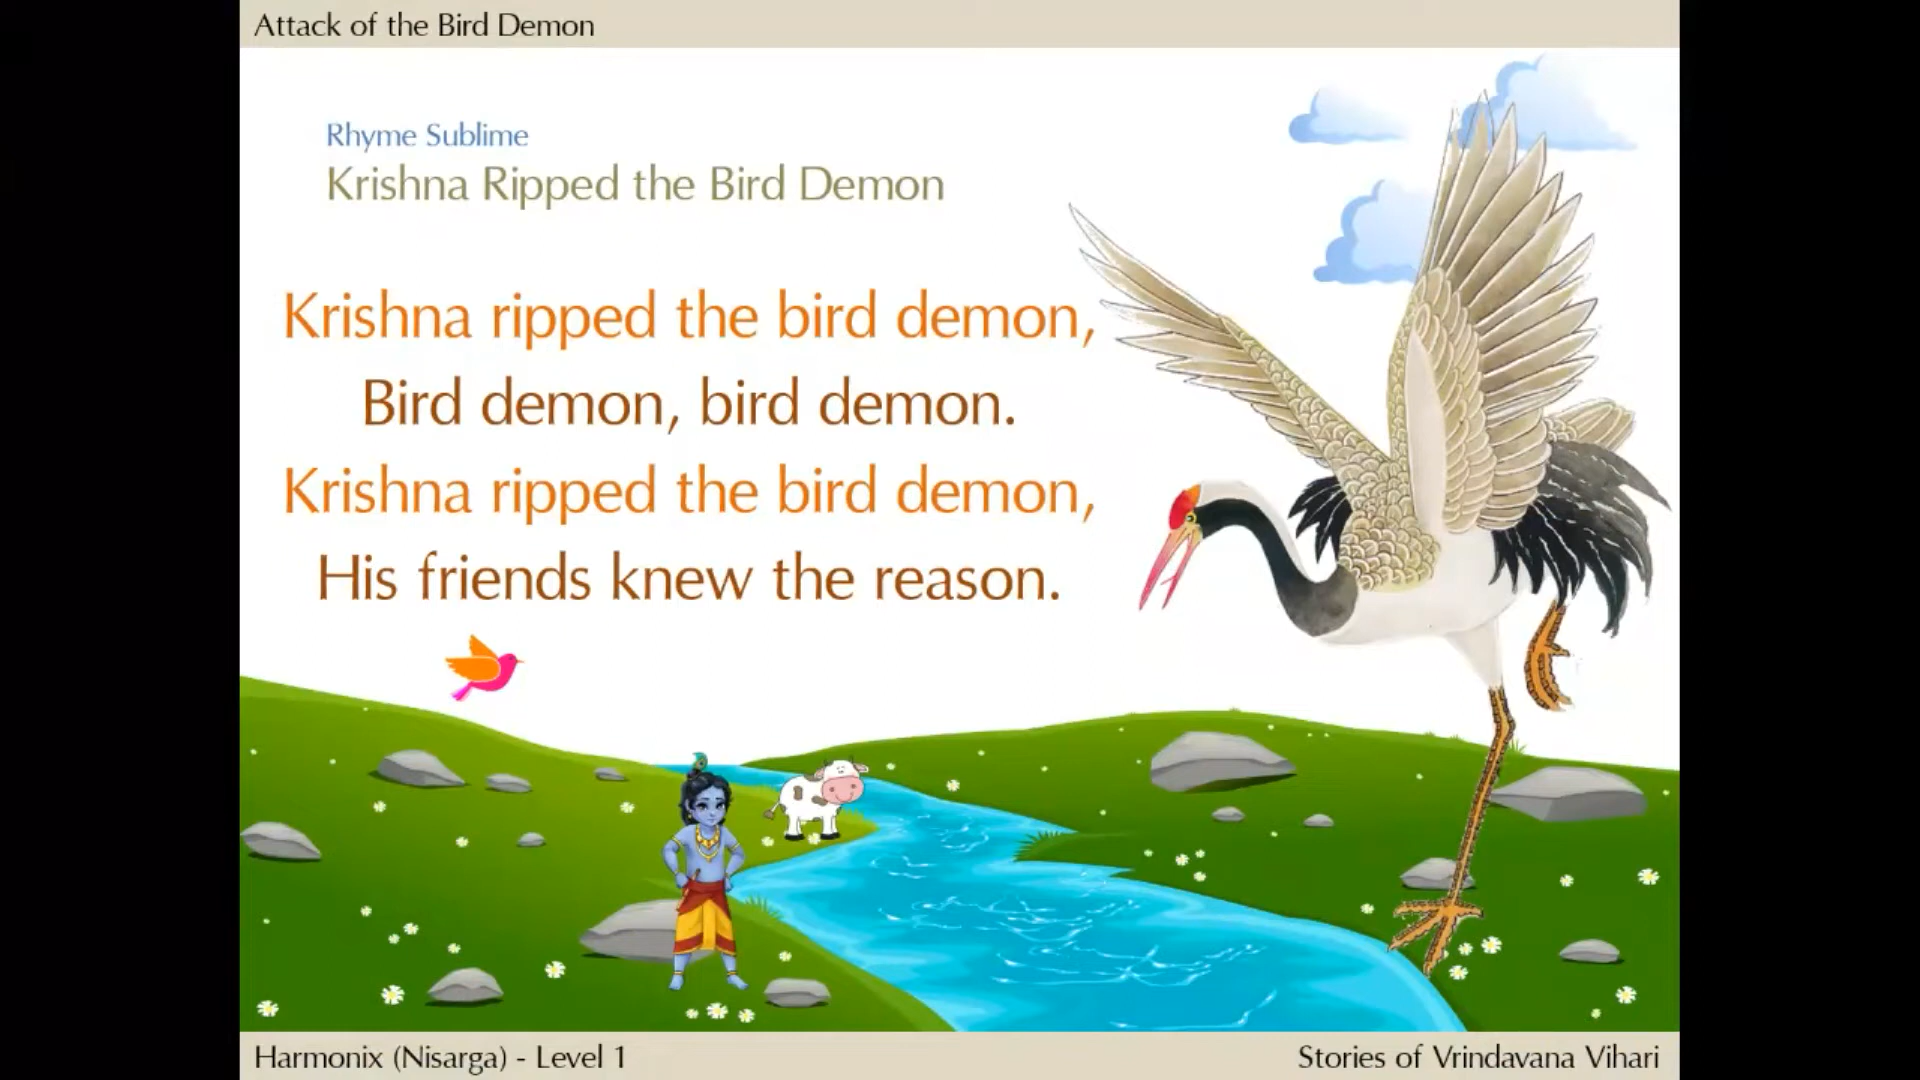 Attack of the Bird Demon
Rhyme Sublime
Krishna Ripped the Bird Demon
Krishna ripped the bird demon,
Bird demon, bird demon.
Krishna ripped the bird demon,
His friends knew the reason.
Harmonix (Nisarga) - Level 1
Stories of Vrindavana Vihari